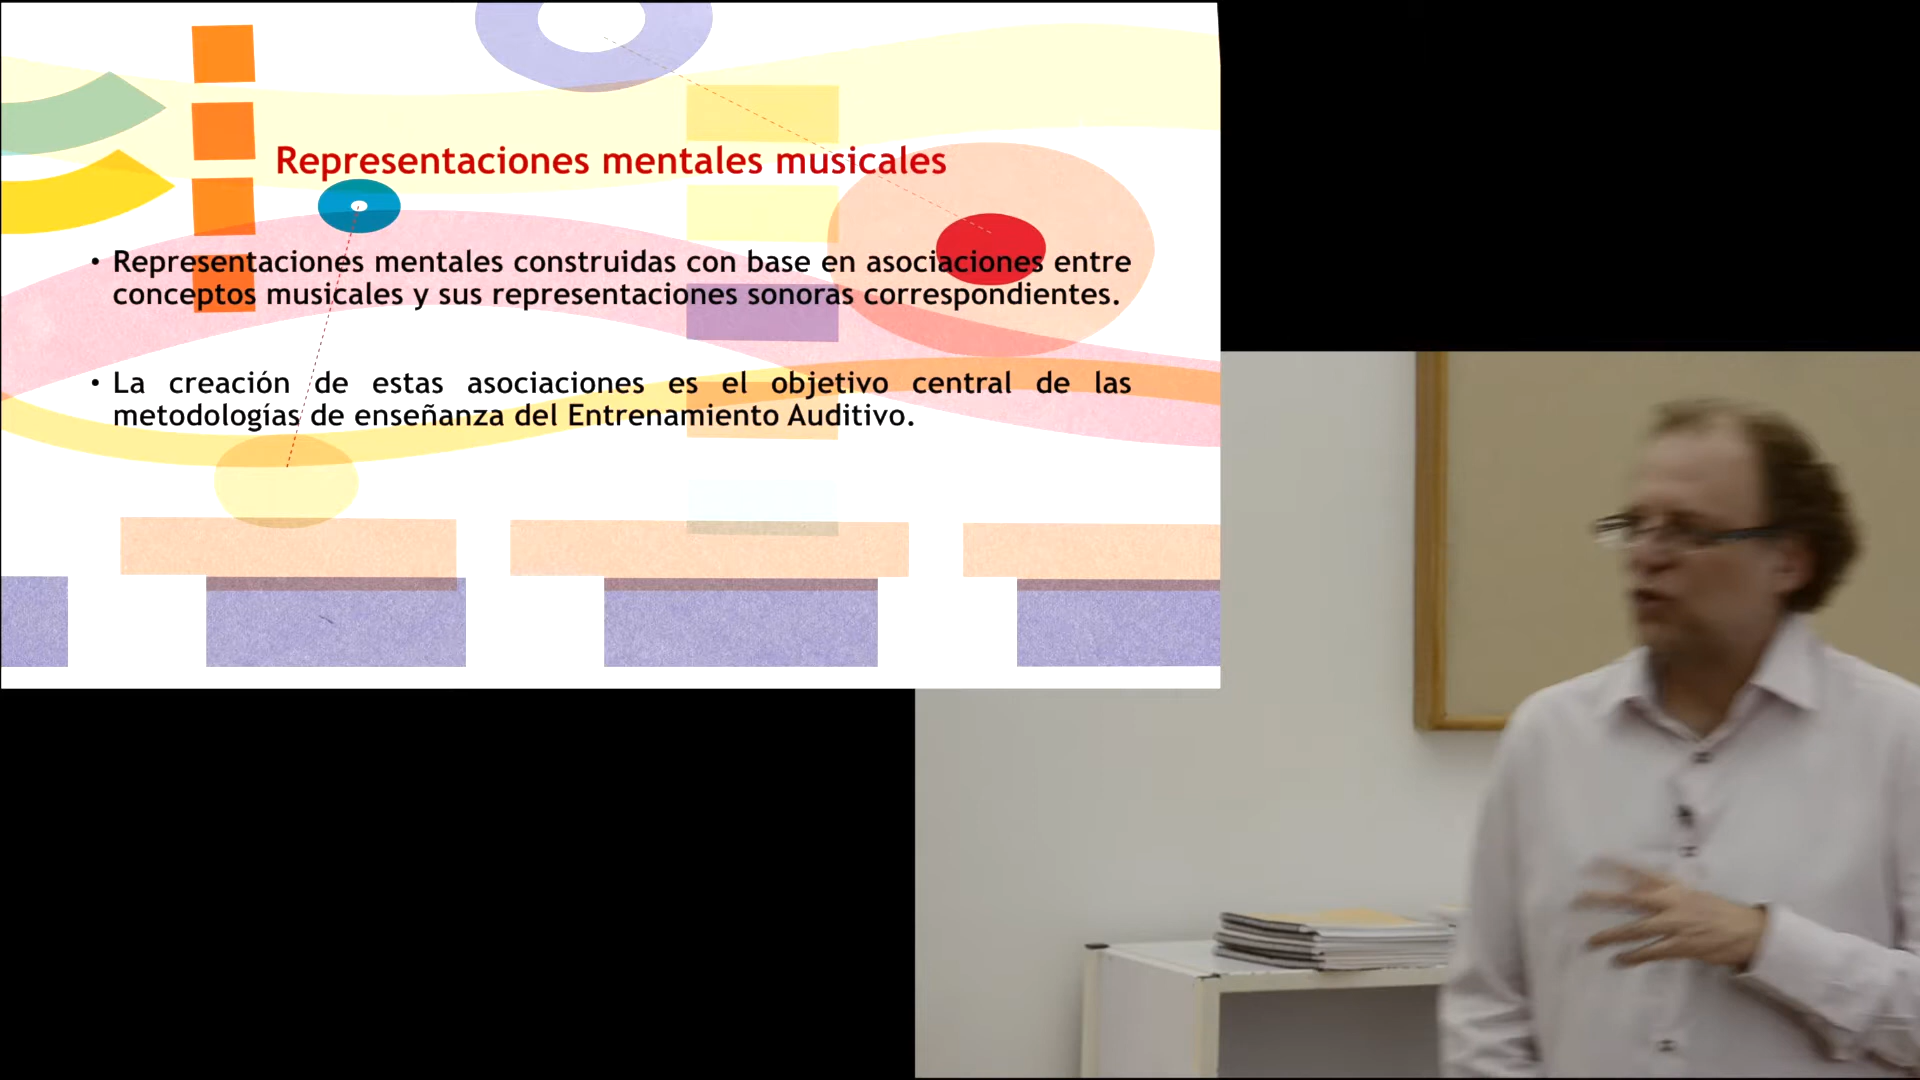 Representaciones mentales musicales
• Representaciones mentales construidas con base en asociaciones entre
conceptos musicales y sus representaciones sonoras correspondientes.
• La creación de estas asociaciones es el objetivo central de las
metodologías de enseñanza del Entrenamiento Auditivo.